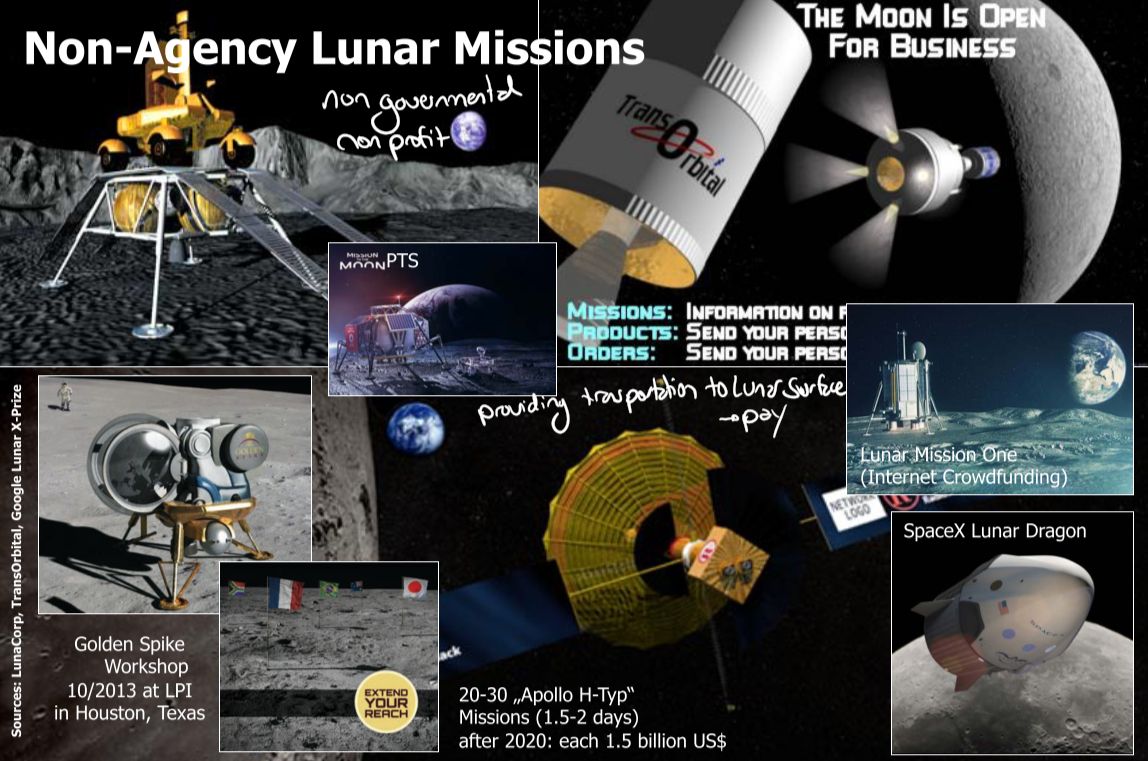 Non-Agency Lunar Missions
non governmental
non profit
THE MOON IS OPEN
FOR BUSINESS
TransOrbital
MISSION
MOON PTS
MISSIONS: INFORMATION ON
PRODUCTS: SEND YOUR PERSO
ORDERS: SEND YOUR PERSO
providing transportation to Lunar Surface
→pay
Lunar Mission One
(Internet Crowdfunding)
NETWORK
LOGO
R
SpaceX Lunar Dragon
SPACEX
GOLDEN
Golden Spike
Workshop
10/2013 at LPI
in Houston, Texas
EXTEND
YOUR
REACH
ack
20-30 „Apollo H-Typ“
Missions (1.5-2 days)
after 2020: each 1.5 billion US$
Sources: LunaCorp, TransOrbital, Google Lunar X-Prize